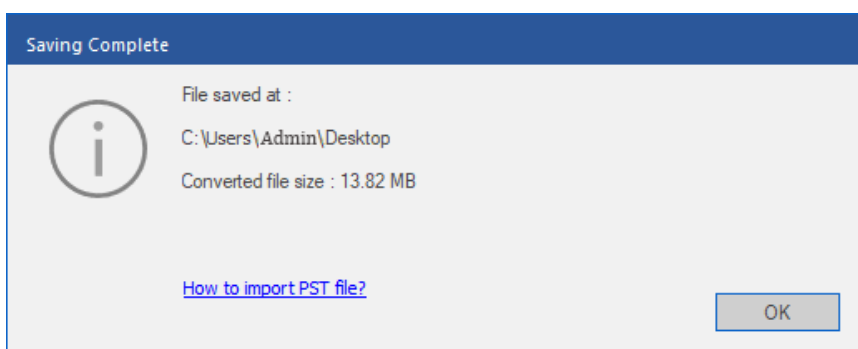 Saving Complete
File saved at :
C:\Users\Admin\Desktop
Converted file size : 13.82 MB
How to import PST file?
OK